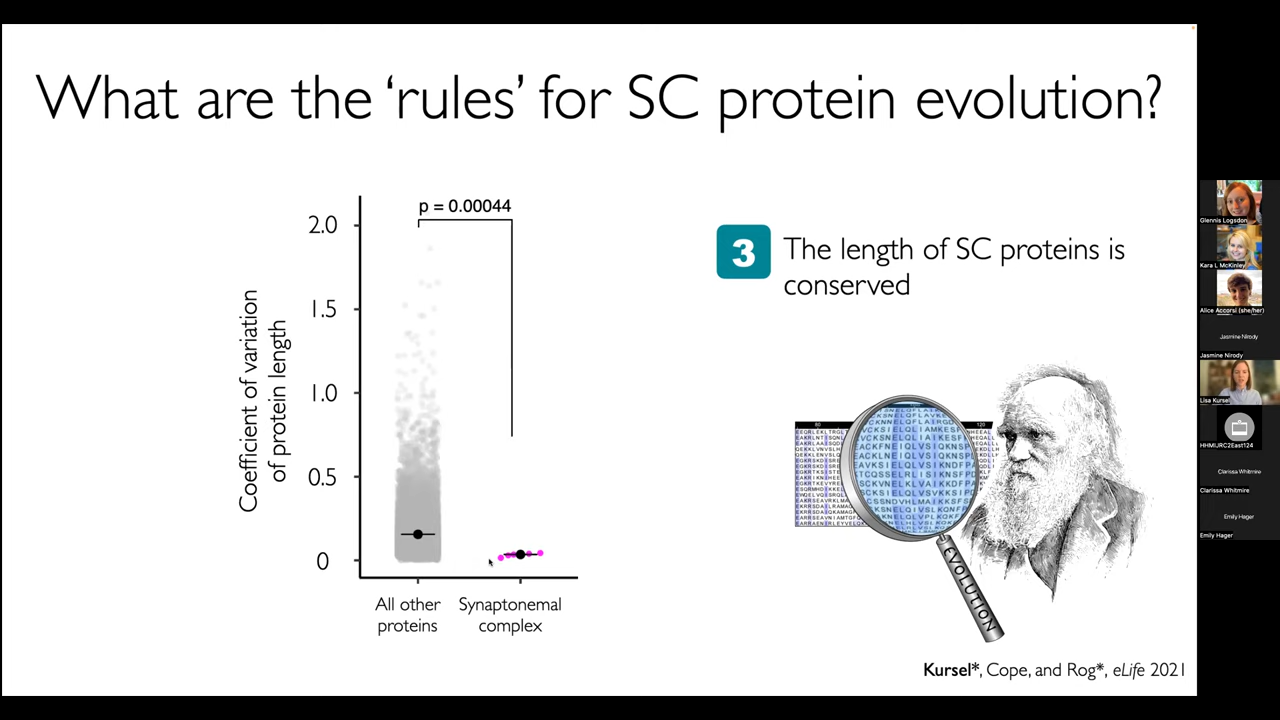 What are the ‘rules’ for SC protein evolution?
p = 0.00044
2.0
1.5
1.0
0.5
0
Coefficient of variation
of protein length
All other
proteins
Synaptonemal
complex
3
The length of SC proteins is
conserved
80
120
EVOLUTION
Kursel*, Cope, and Rog*, eLife 2021
Glennis Logsdon
Kara L McKinley
Alice Accorsi (she/her)
Jasmine Nirody
Jasmine Nirody
Lisa Kursel
HHMIJRC2East124
Clarissa Whitmire
Clarissa Whitmire
Emily Hager
Emily Hager